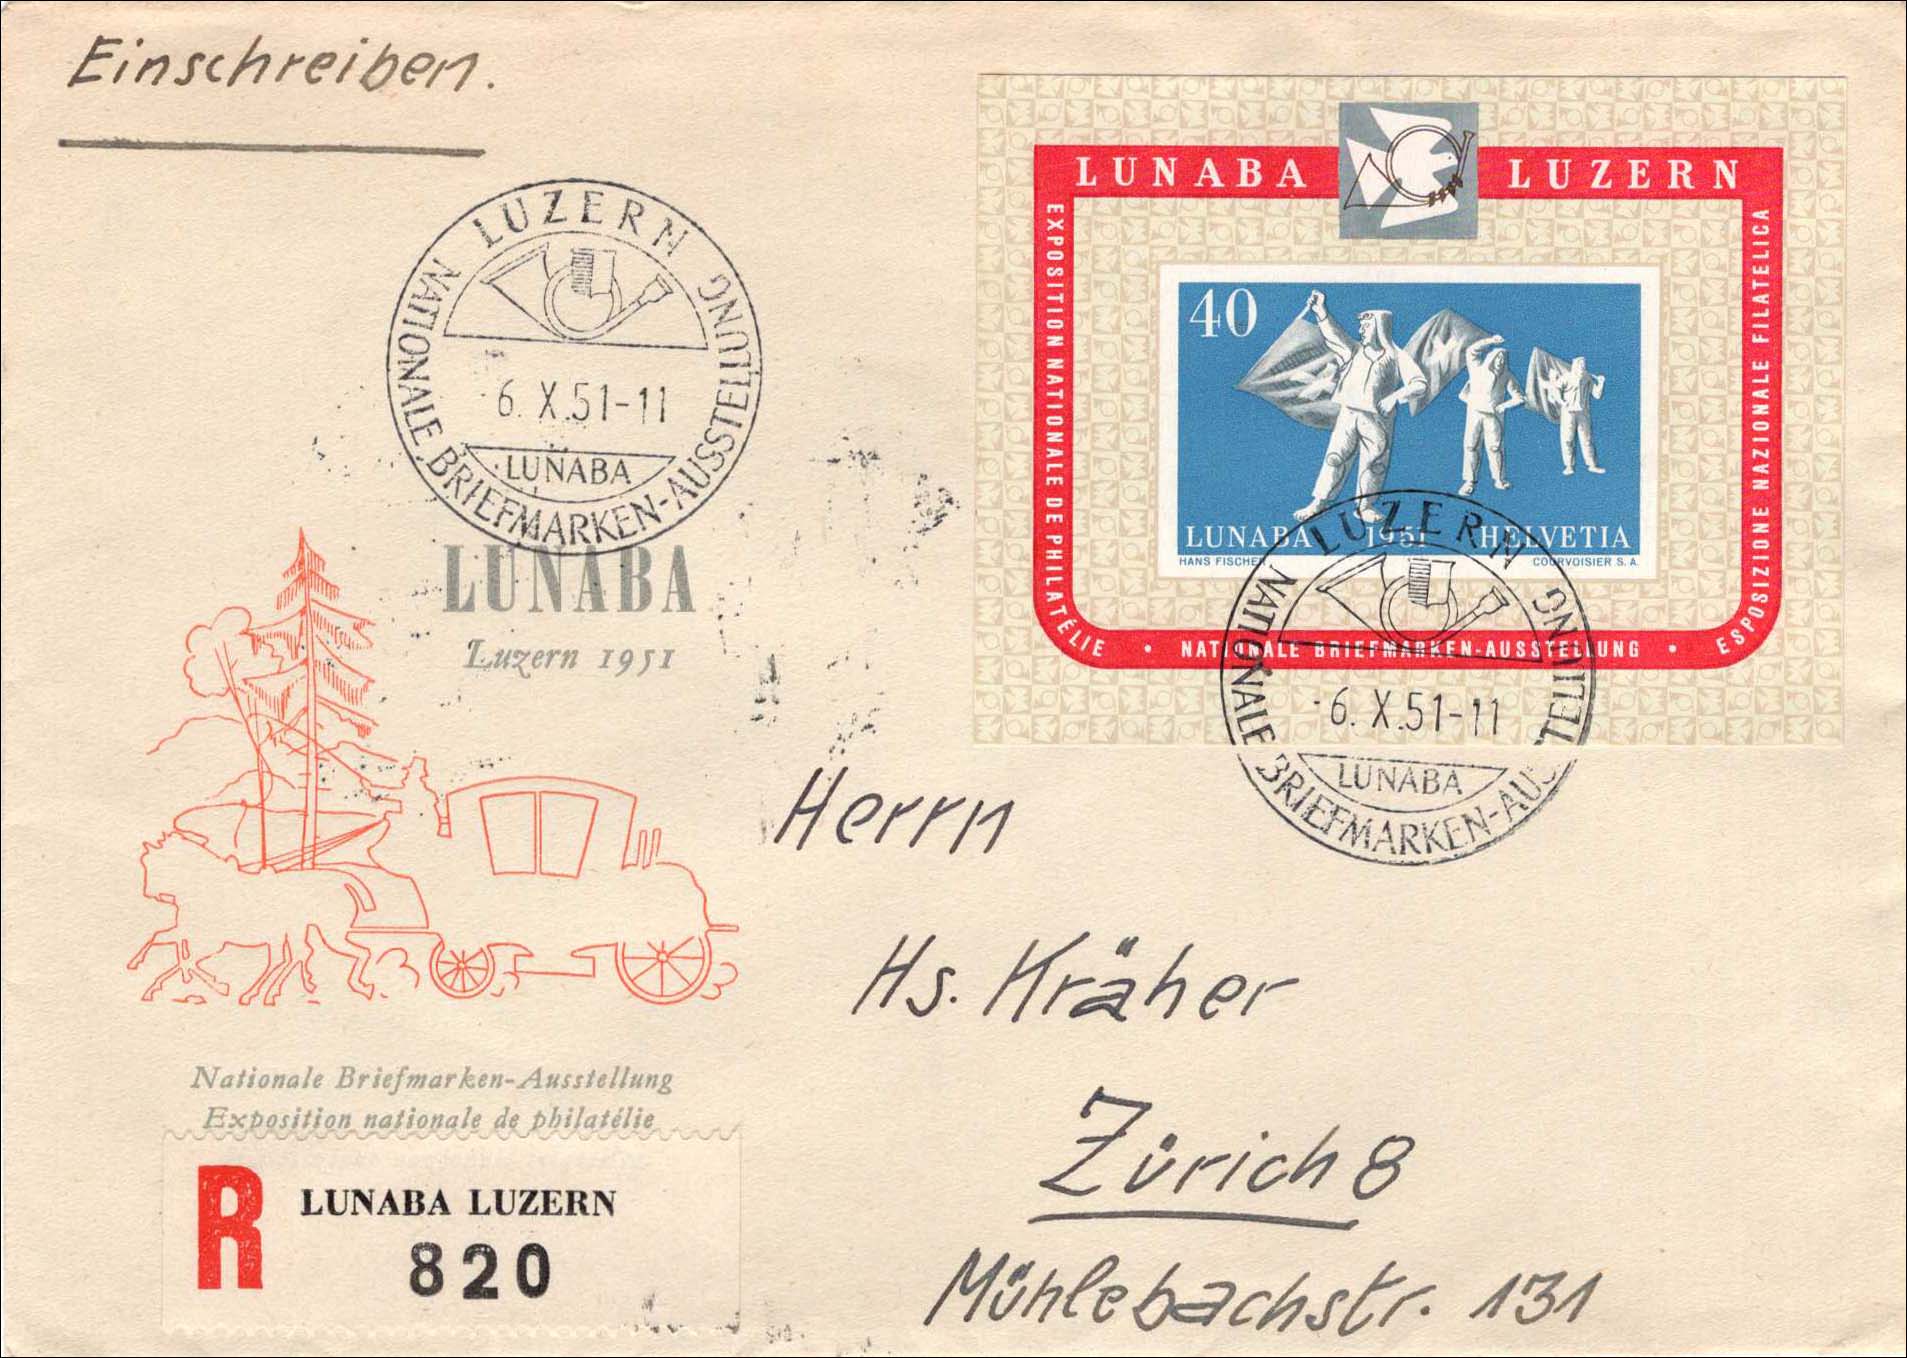 Einschreiben.
LUZERN
NATIONALE BRIEFMARKEN-AUSSTELLUNG
-6. X.51-11
LUNABA
LUNABA
Luzern 1951
LUNABA LUZERN
EXPOSITION NATIONALE DE PHILATÉLIE • NATIONALE BRIEFMARKEN-AUSSTELLUNG • ESPOSIZIONE NAZIONALE FILATELICA
40
LUNABA 1951 HELVETIA
HANS FISCHER COURVOISIER S.A.
LUZERN
NATIONALE BRIEFMARKEN-AUSSTELLUNG
-6. X.51-11
LUNABA
Herrn
Hs. Kräher
Zürich 8
Mühlebachstr. 131
Nationale Briefmarken-Ausstellung
Exposition nationale de philatélie
R LUNABA LUZERN
820